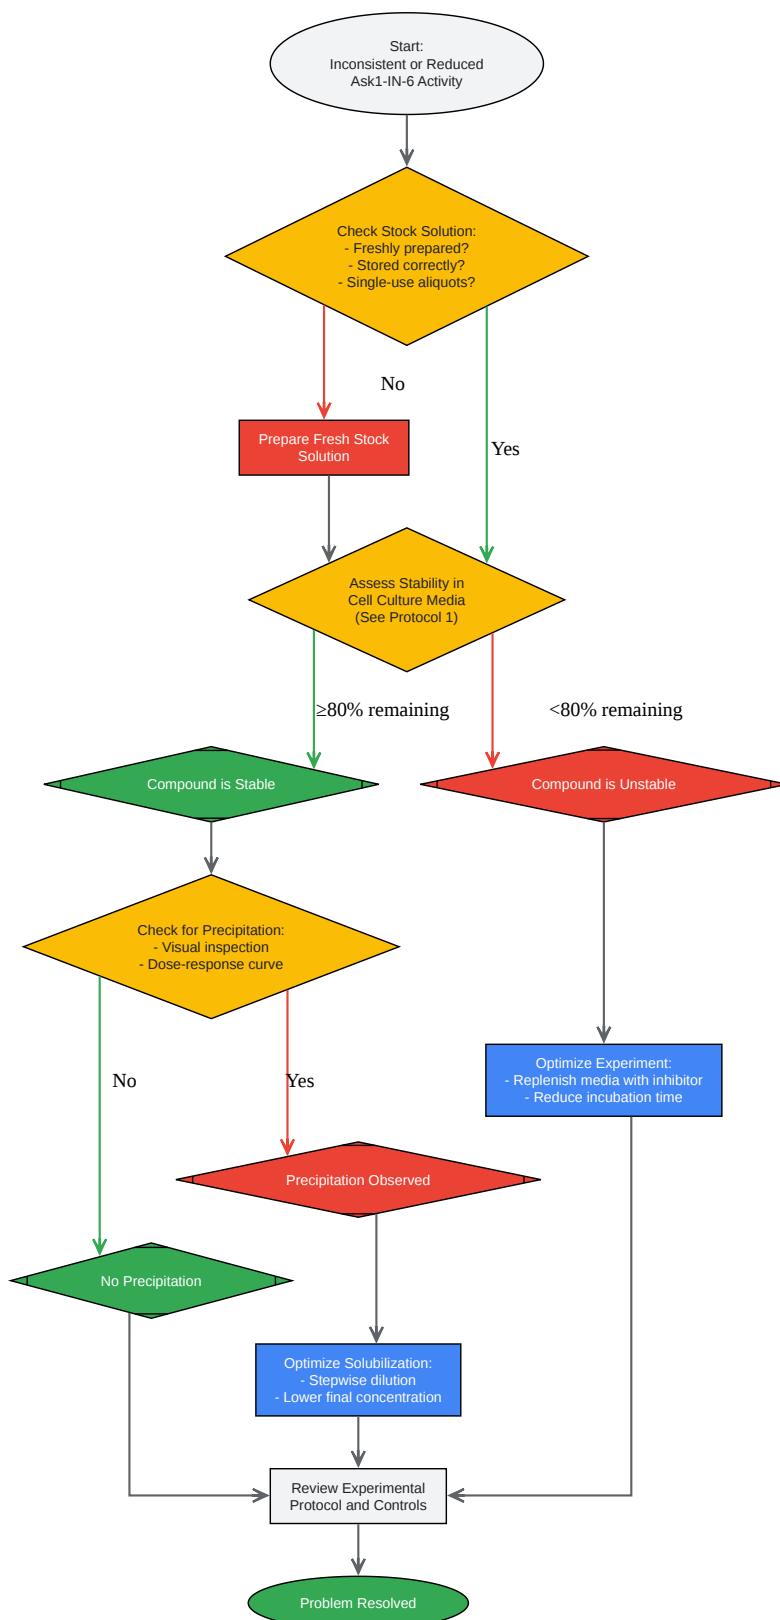 Start:
Inconsistent or Reduced
Ask1-IN-6 Activity
Check Stock Solution:
- Freshly prepared?
- Stored correctly?
- Single-use aliquots?
No
Prepare Fresh Stock
Solution
Yes
Assess Stability in
Cell Culture Media
(See Protocol 1)
≥80% remaining
<80% remaining
Compound is Stable
Compound is Unstable
Check for Precipitation:
- Visual inspection
- Dose-response curve
Optimize Experiment:
- Replenish media with inhibitor
- Reduce incubation time
No
Yes
Precipitation Observed
No Precipitation
Optimize Solubilization:
- Stepwise dilution
- Lower final concentration
Review Experimental
Protocol and Controls
Problem Resolved